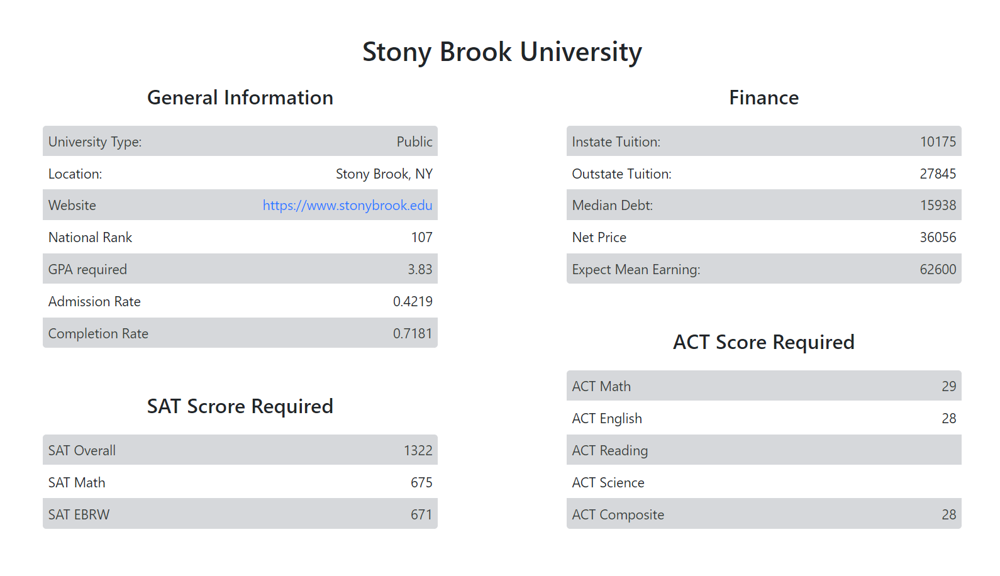 Stony Brook University
General Information
University Type: Public
Location: Stony Brook, NY
Website https://www.stonybrook.edu
National Rank 107
GPA required 3.83
Admission Rate 0.4219
Completion Rate 0.7181
SAT Scrore Required
SAT Overall 1322
SAT Math 675
SAT EBRW 671
Finance
Instate Tuition: 10175
Outstate Tuition: 27845
Median Debt: 15938
Net Price 36056
Expect Mean Earning: 62600
ACT Score Required
ACT Math 29
ACT English 28
ACT Reading
ACT Science
ACT Composite 28